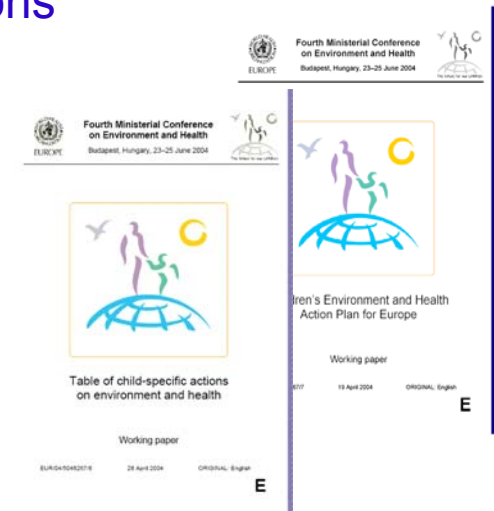 ons
EUROPE
Fourth Ministerial Conference
on Environment and Health
Budapest, Hungary, 23–25 June 2004
EUROPE
Fourth Ministerial Conference
on Environment and Health
Budapest, Hungary, 23–25 June 2004
Table of child-specific actions
on environment and health
Working paper
28 April 2004
ORIGINAL: English
E
dren's Environment and Health
Action Plan for Europe
Working paper
19 April 2004
ORIGINAL: English
E